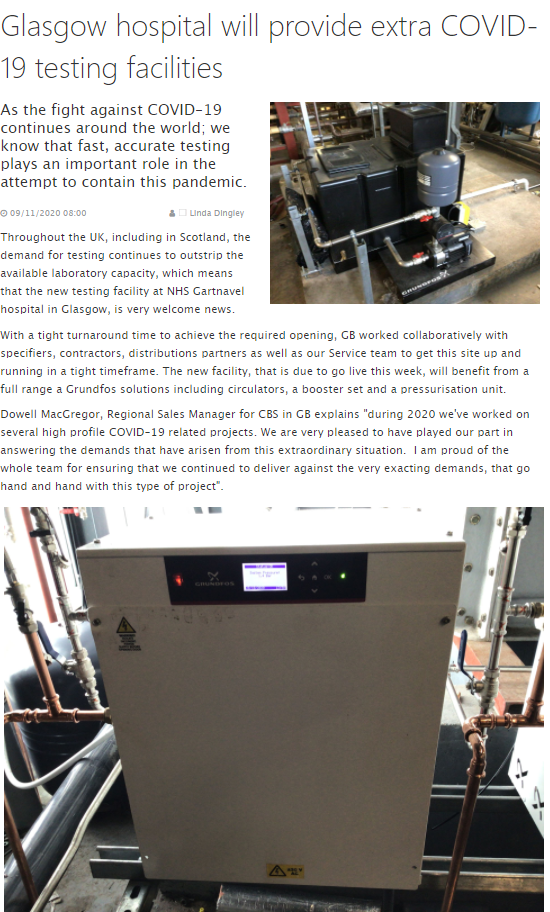 Glasgow hospital will provide extra COVID-
19 testing facilities
As the fight against COVID-19
continues around the world; we
know that fast, accurate testing
plays an important role in the
attempt to contain this pandemic.
09/11/2020 08:00
Linda Dingley
Throughout the UK, including in Scotland, the
demand for testing continues to outstrip the
available laboratory capacity, which means
that the new testing facility at NHS Gartnavel
hospital in Glasgow, is very welcome news.
GRUNDFOS
With a tight turnaround time to achieve the required opening, GB worked collaboratively with
specifiers, contractors, distributions partners as well as our Service team to get this site up and
running in a tight timeframe. The new facility, that is due to go live this week, will benefit from a
full range a Grundfos solutions including circulators, a booster set and a pressurisation unit.
Dowell MacGregor, Regional Sales Manager for CBS in GB explains "during 2020 we've worked on
several high profile COVID-19 related projects. We are very pleased to have played our part in
answering the demands that have arisen from this extraordinary situation.  I am proud of the
whole team for ensuring that we continued to deliver against the very exacting demands, that go
hand and hand with this type of project".
GRUNDFOS